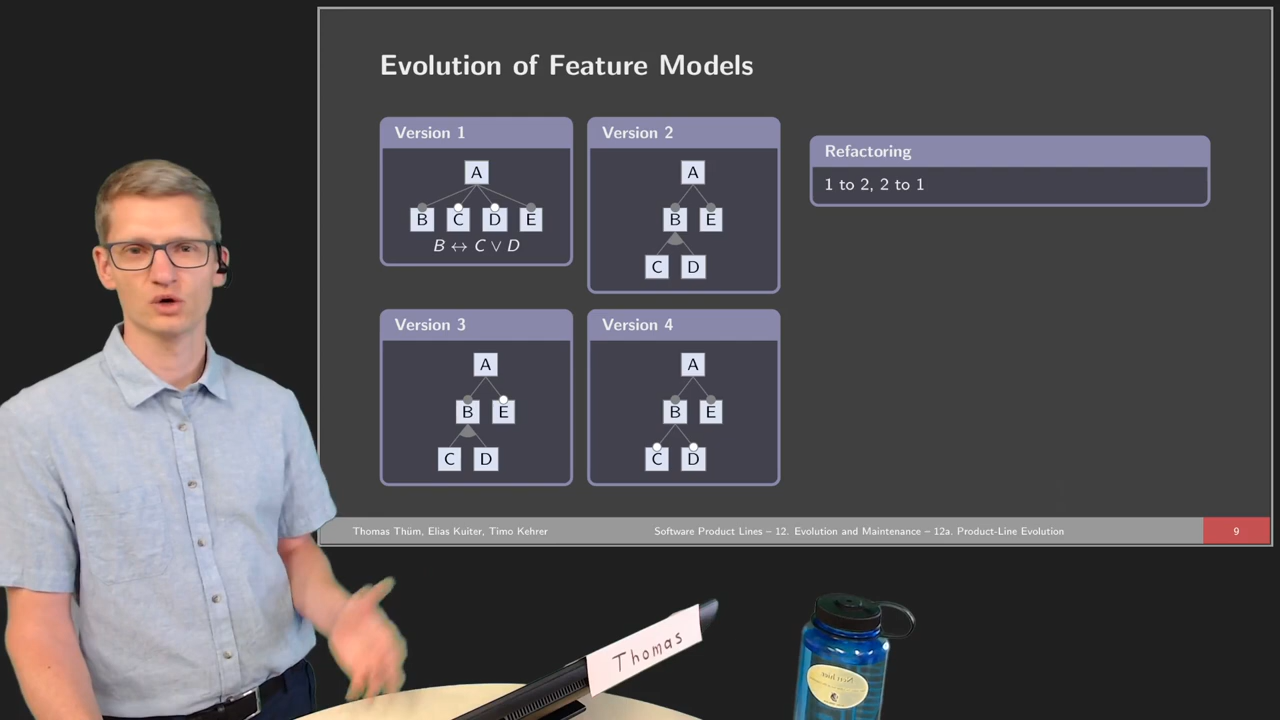 Evolution of Feature Models
Version 1
A
B C D E
B ↔ C ∨ D
Version 2
A
B E
C D
Version 3
A
B E
C D
Version 4
A
B E
C D
Refactoring
1 to 2, 2 to 1
Thomas Thüm, Elias Kuiter, Timo Kehrer
Software Product Lines – 12. Evolution and Maintenance – 12a. Product-Line Evolution
9
Thomas